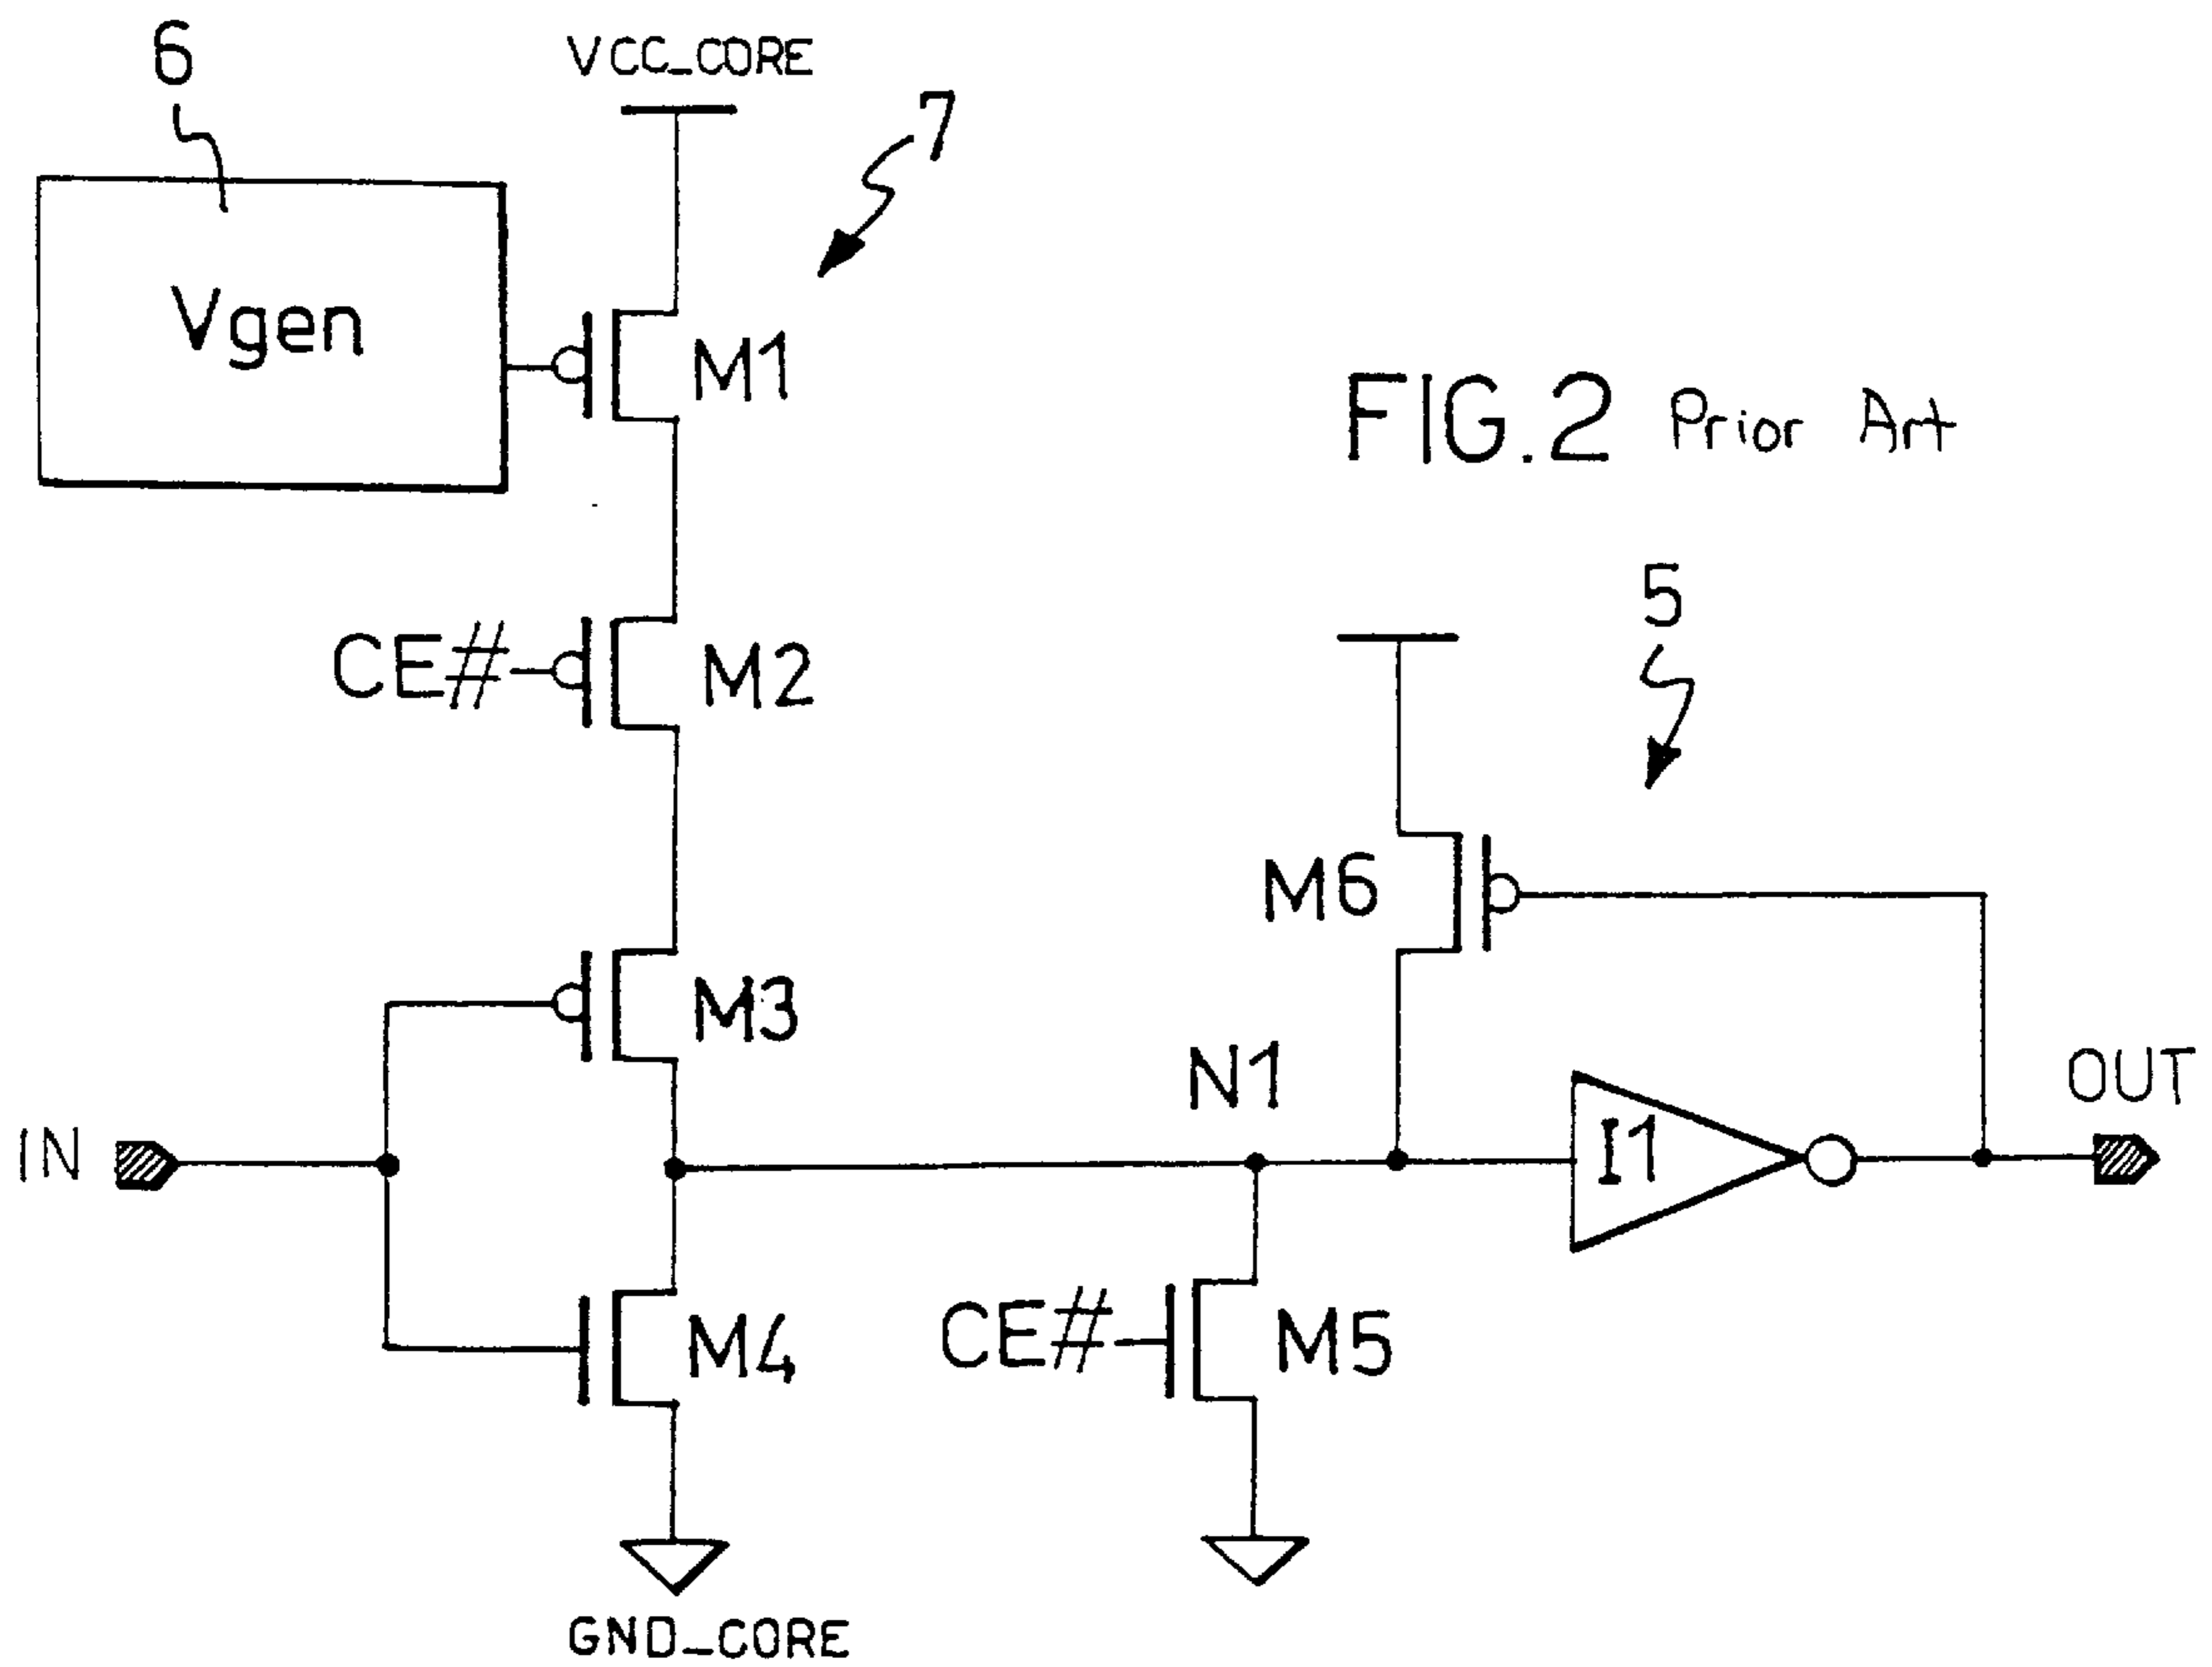 6
VCC_CORE
7
Vgen
M1
FIG.2 Prior Art
5
CE#
M2
M6
M3
N1
OUT
IN
I1
M4
CE#
M5
GND_CORE